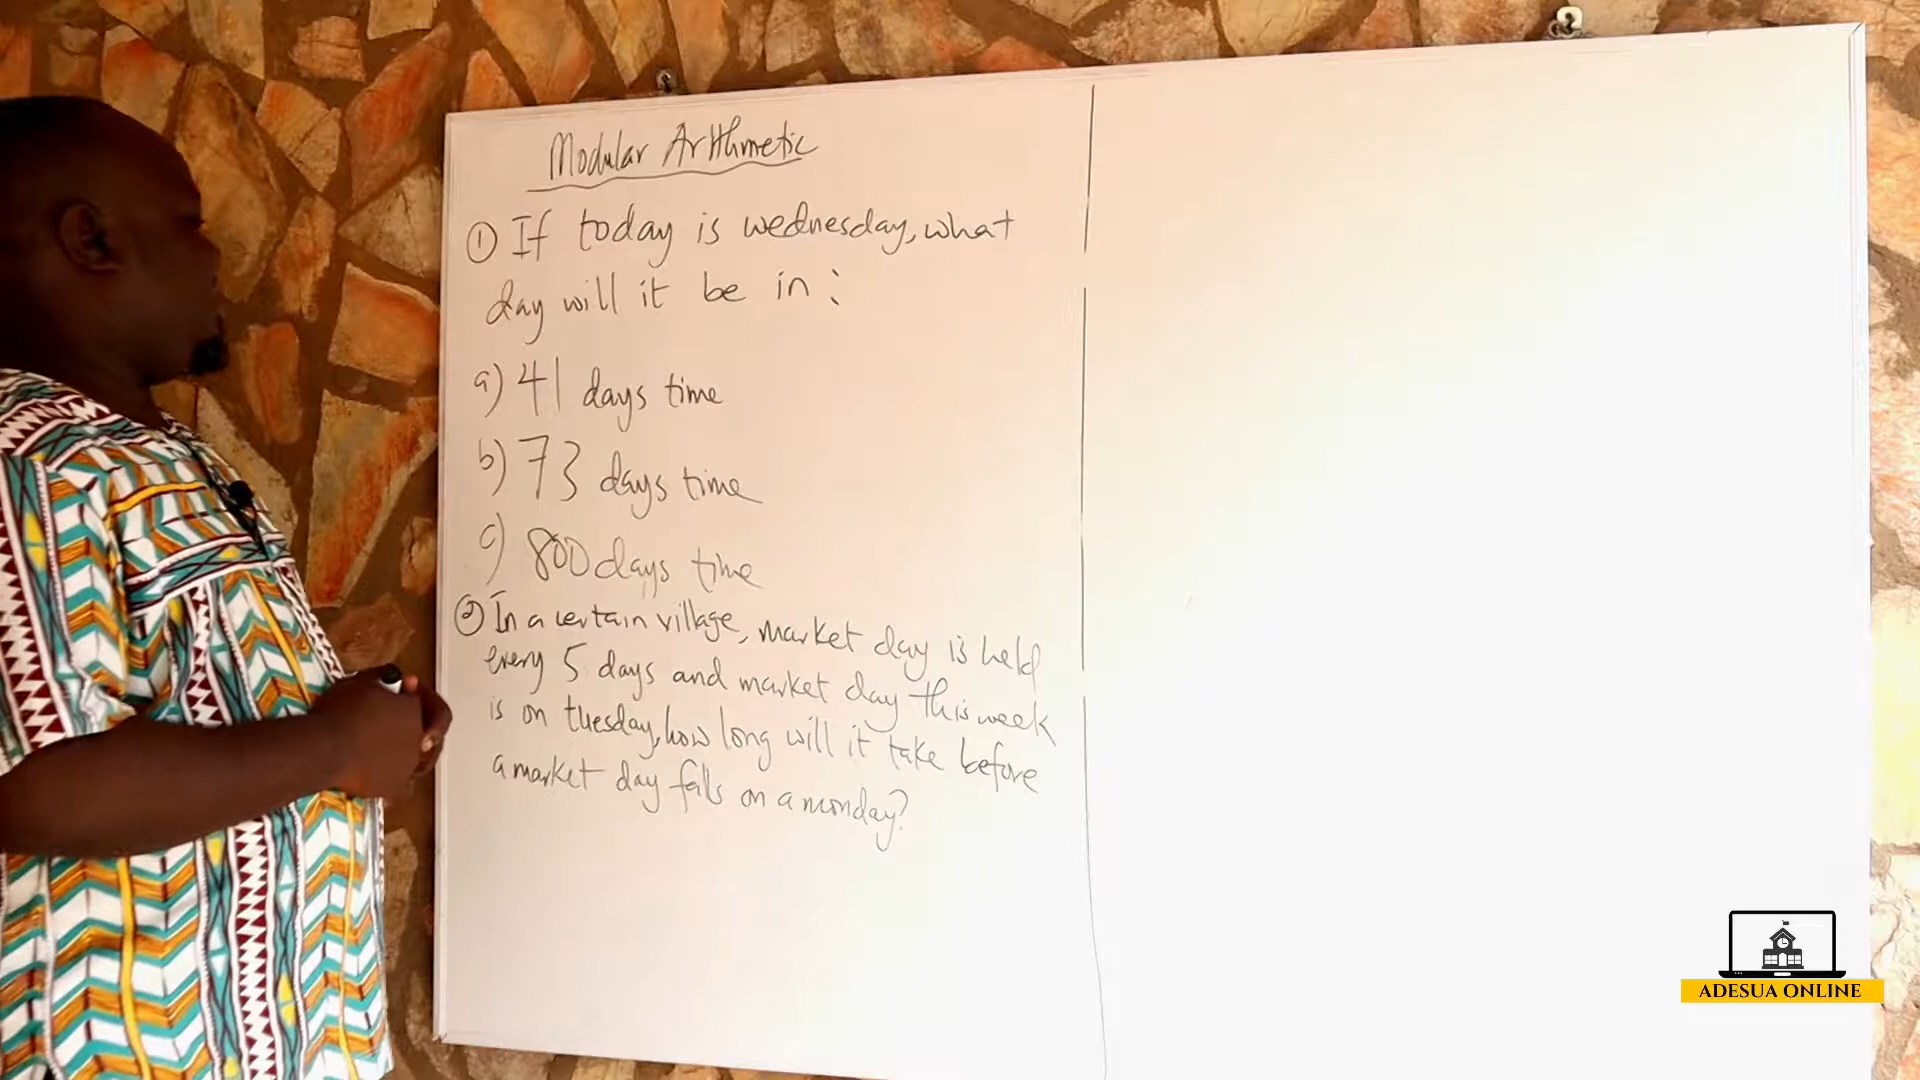 Modular Arithmetic
① If today is wednesday, what
day will it be in :
a) 41 days time
b) 73 days time
c) 800 days time
② In a certain village, market day is held
every 5 days and market day this week
is on tuesday, how long will it take before
a market day falls on a monday?
ADESUA ONLINE